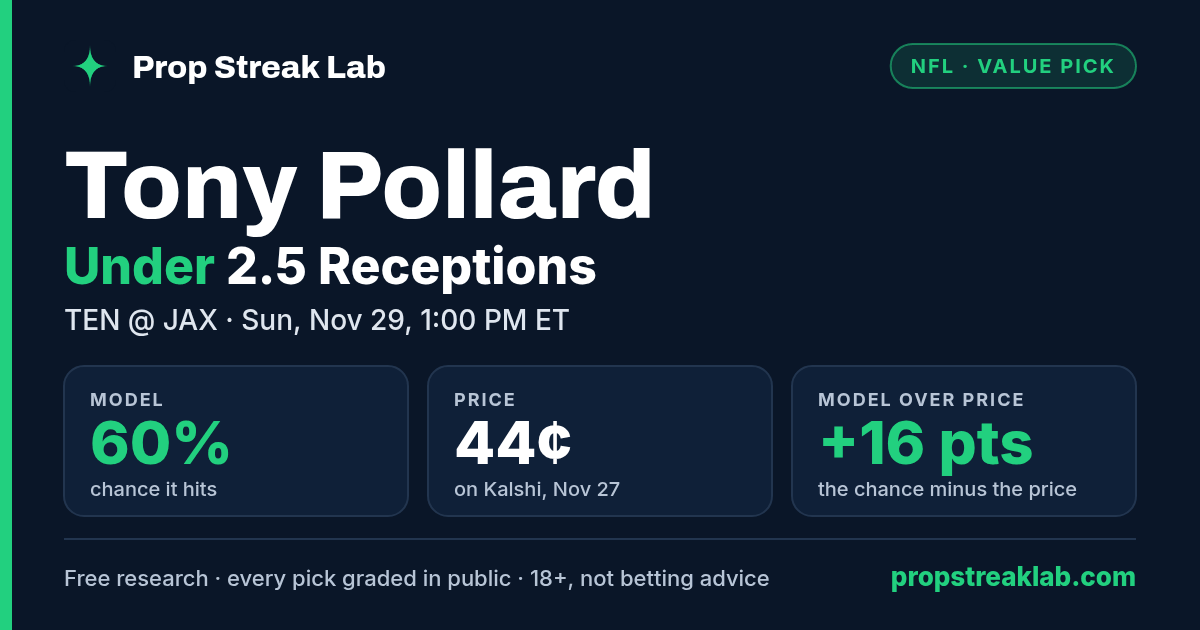 Prop Streak Lab
NFL · VALUE PICK
Tony Pollard
Under 2.5 Receptions
TEN @ JAX · Sun, Nov 29, 1:00 PM ET
MODEL
60%
chance it hits
PRICE
44¢
on Kalshi, Nov 27
MODEL OVER PRICE
+16 pts
the chance minus the price
Free research · every pick graded in public · 18+, not betting advice
propstreaklab.com